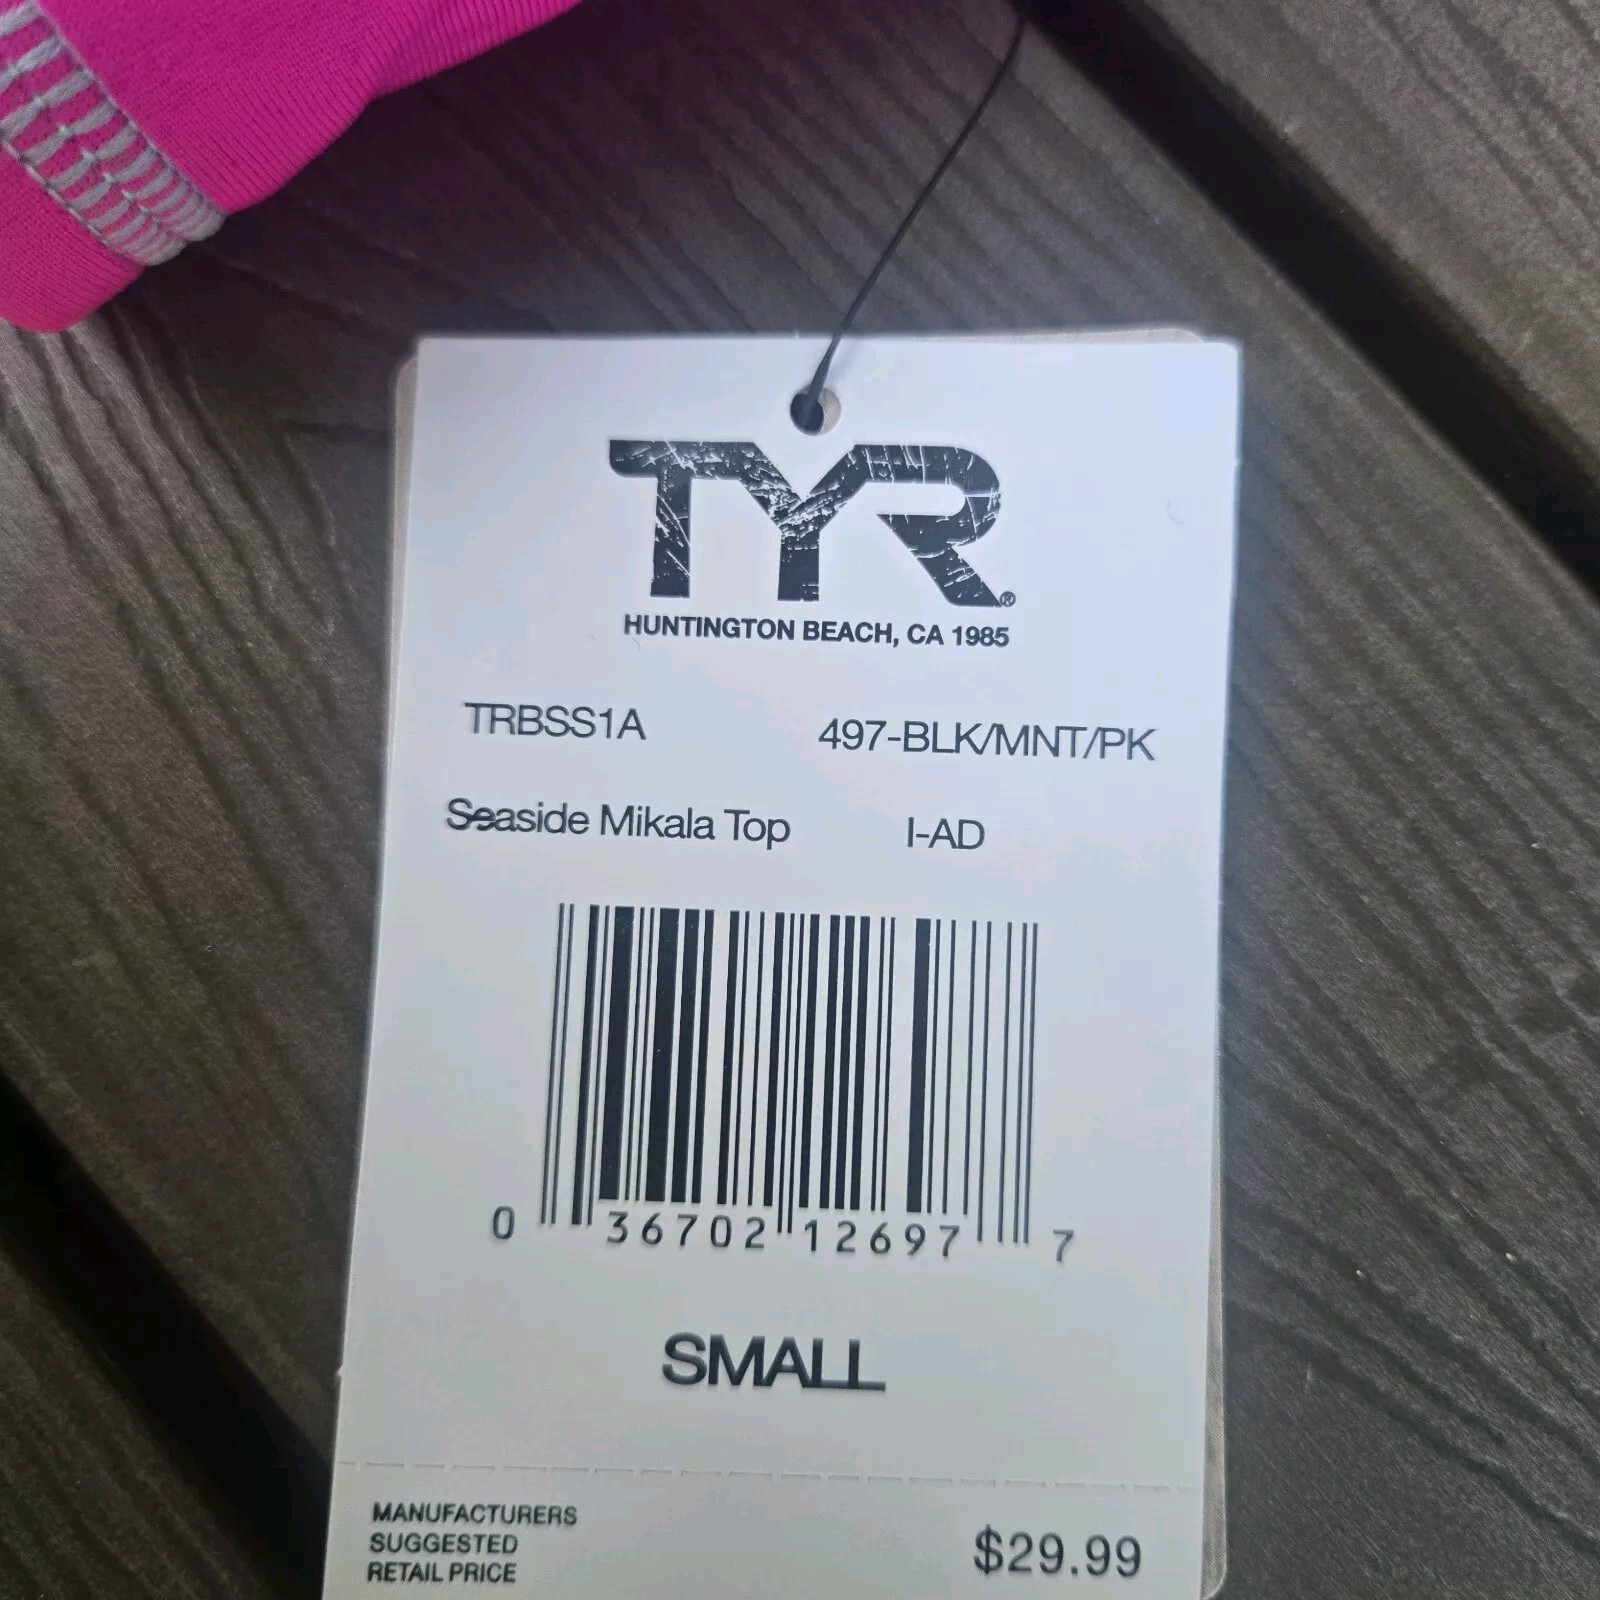 TYR®
HUNTINGTON BEACH, CA 1985
TRBSS1A 497-BLK/MNT/PK
Seaside Mikala Top I-AD
0 36702 12697 7
SMALL
MANUFACTURERS
SUGGESTED
RETAIL PRICE
$29.99